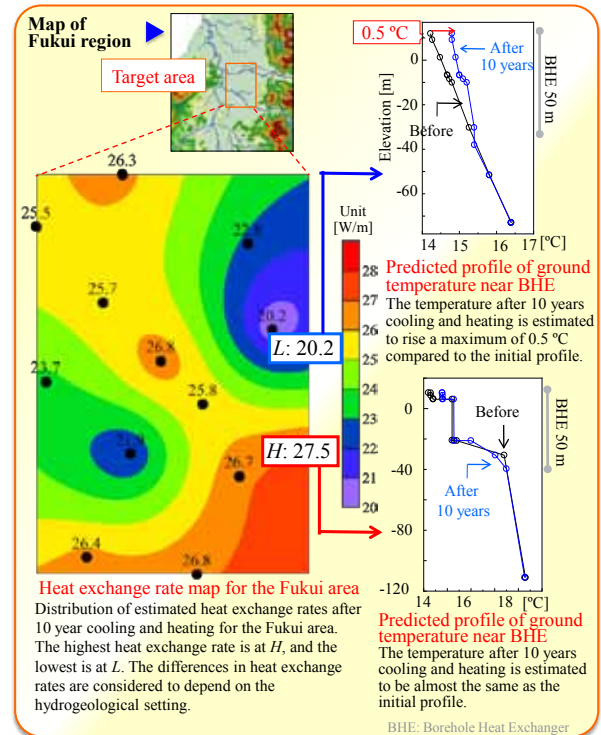 Map of
Fukui region
Target area
26.3
25.5
25.7
20.2
26.8
23.7
25.8
26.7
26.4
26.8
L: 20.2
H: 27.5
Unit
[W/m]
28
27
26
25
24
23
22
21
20
Heat exchange rate map for the Fukui area
Distribution of estimated heat exchange rates after
10 year cooling and heating for the Fukui area.
The highest heat exchange rate is at H, and the
lowest is at L. The differences in heat exchange
rates are considered to depend on the
hydrogeological setting.
0.5 ºC
After
10 years
Before
BHE 50 m
Elevation [m]
0
-20
-40
-60
14 15 16 17 [ºC]
Predicted profile of ground
temperature near BHE
The temperature after 10 years
cooling and heating is estimated
to rise a maximum of 0.5 ºC
compared to the initial profile.
Before
After
10 years
BHE 50 m
0
-40
-80
-120
14 16 18 [ºC]
Predicted profile of ground
temperature near BHE
The temperature after 10 years
cooling and heating is estimated
to be almost the same as the
initial profile.
BHE: Borehole Heat Exchanger